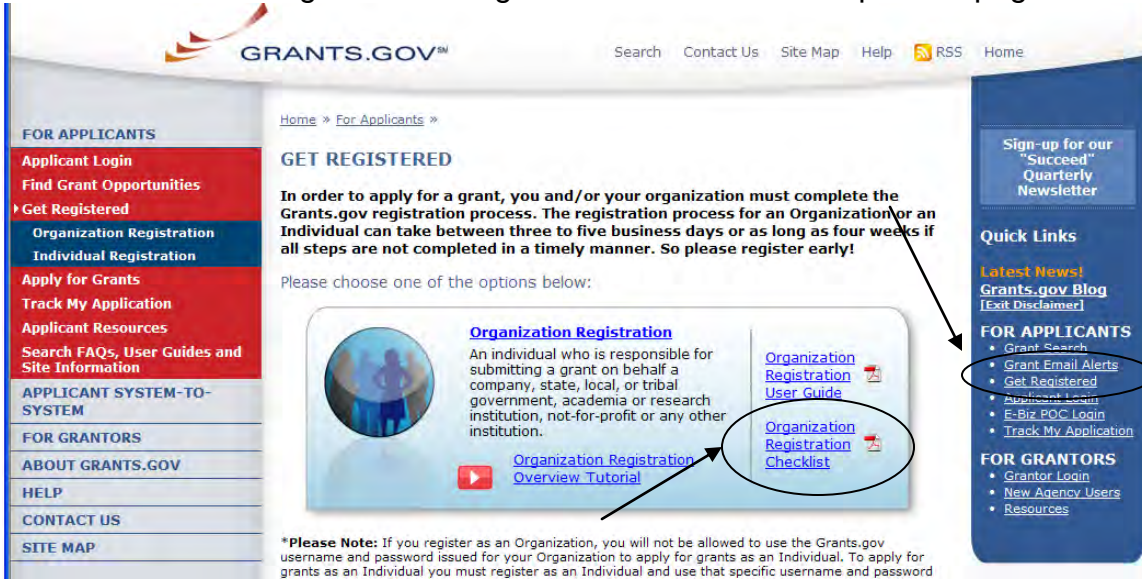 GRANTS.GOV℠
Search Contact Us Site Map Help RSS Home
FOR APPLICANTS
Applicant Login
Find Grant Opportunities
Get Registered
Organization Registration
Individual Registration
Apply for Grants
Track My Application
Applicant Resources
Search FAQs, User Guides and
Site Information
APPLICANT SYSTEM-TO-
SYSTEM
FOR GRANTORS
ABOUT GRANTS.GOV
HELP
CONTACT US
SITE MAP
Home » For Applicants »
GET REGISTERED
In order to apply for a grant, you and/or your organization must complete the
Grants.gov registration process. The registration process for an Organization or an
Individual can take between three to five business days or as long as four weeks if
all steps are not completed in a timely manner. So please register early!
Please choose one of the options below:
Organization Registration
An individual who is responsible for
submitting a grant on behalf a
company, state, local, or tribal
government, academia or research
institution, not-for-profit or any other
institution.
Organization Registration
Overview Tutorial
Organization
Registration
User Guide
Organization
Registration
Checklist
*Please Note: If you register as an Organization, you will not be allowed to use the Grants.gov
username and password issued for your Organization to apply for grants as an Individual. To apply for
grants as an Individual you must register as an Individual and use that specific username and password
Sign-up for our
"Succeed"
Quarterly
Newsletter
Quick Links
Latest News!
Grants.gov Blog
[Exit Disclaimer]
FOR APPLICANTS
• Grant Search
• Grant Email Alerts
• Get Registered
• Applicant Login
• E-Biz POC Login
• Track My Application
FOR GRANTORS
• Grantor Login
• New Agency Users
• Resources